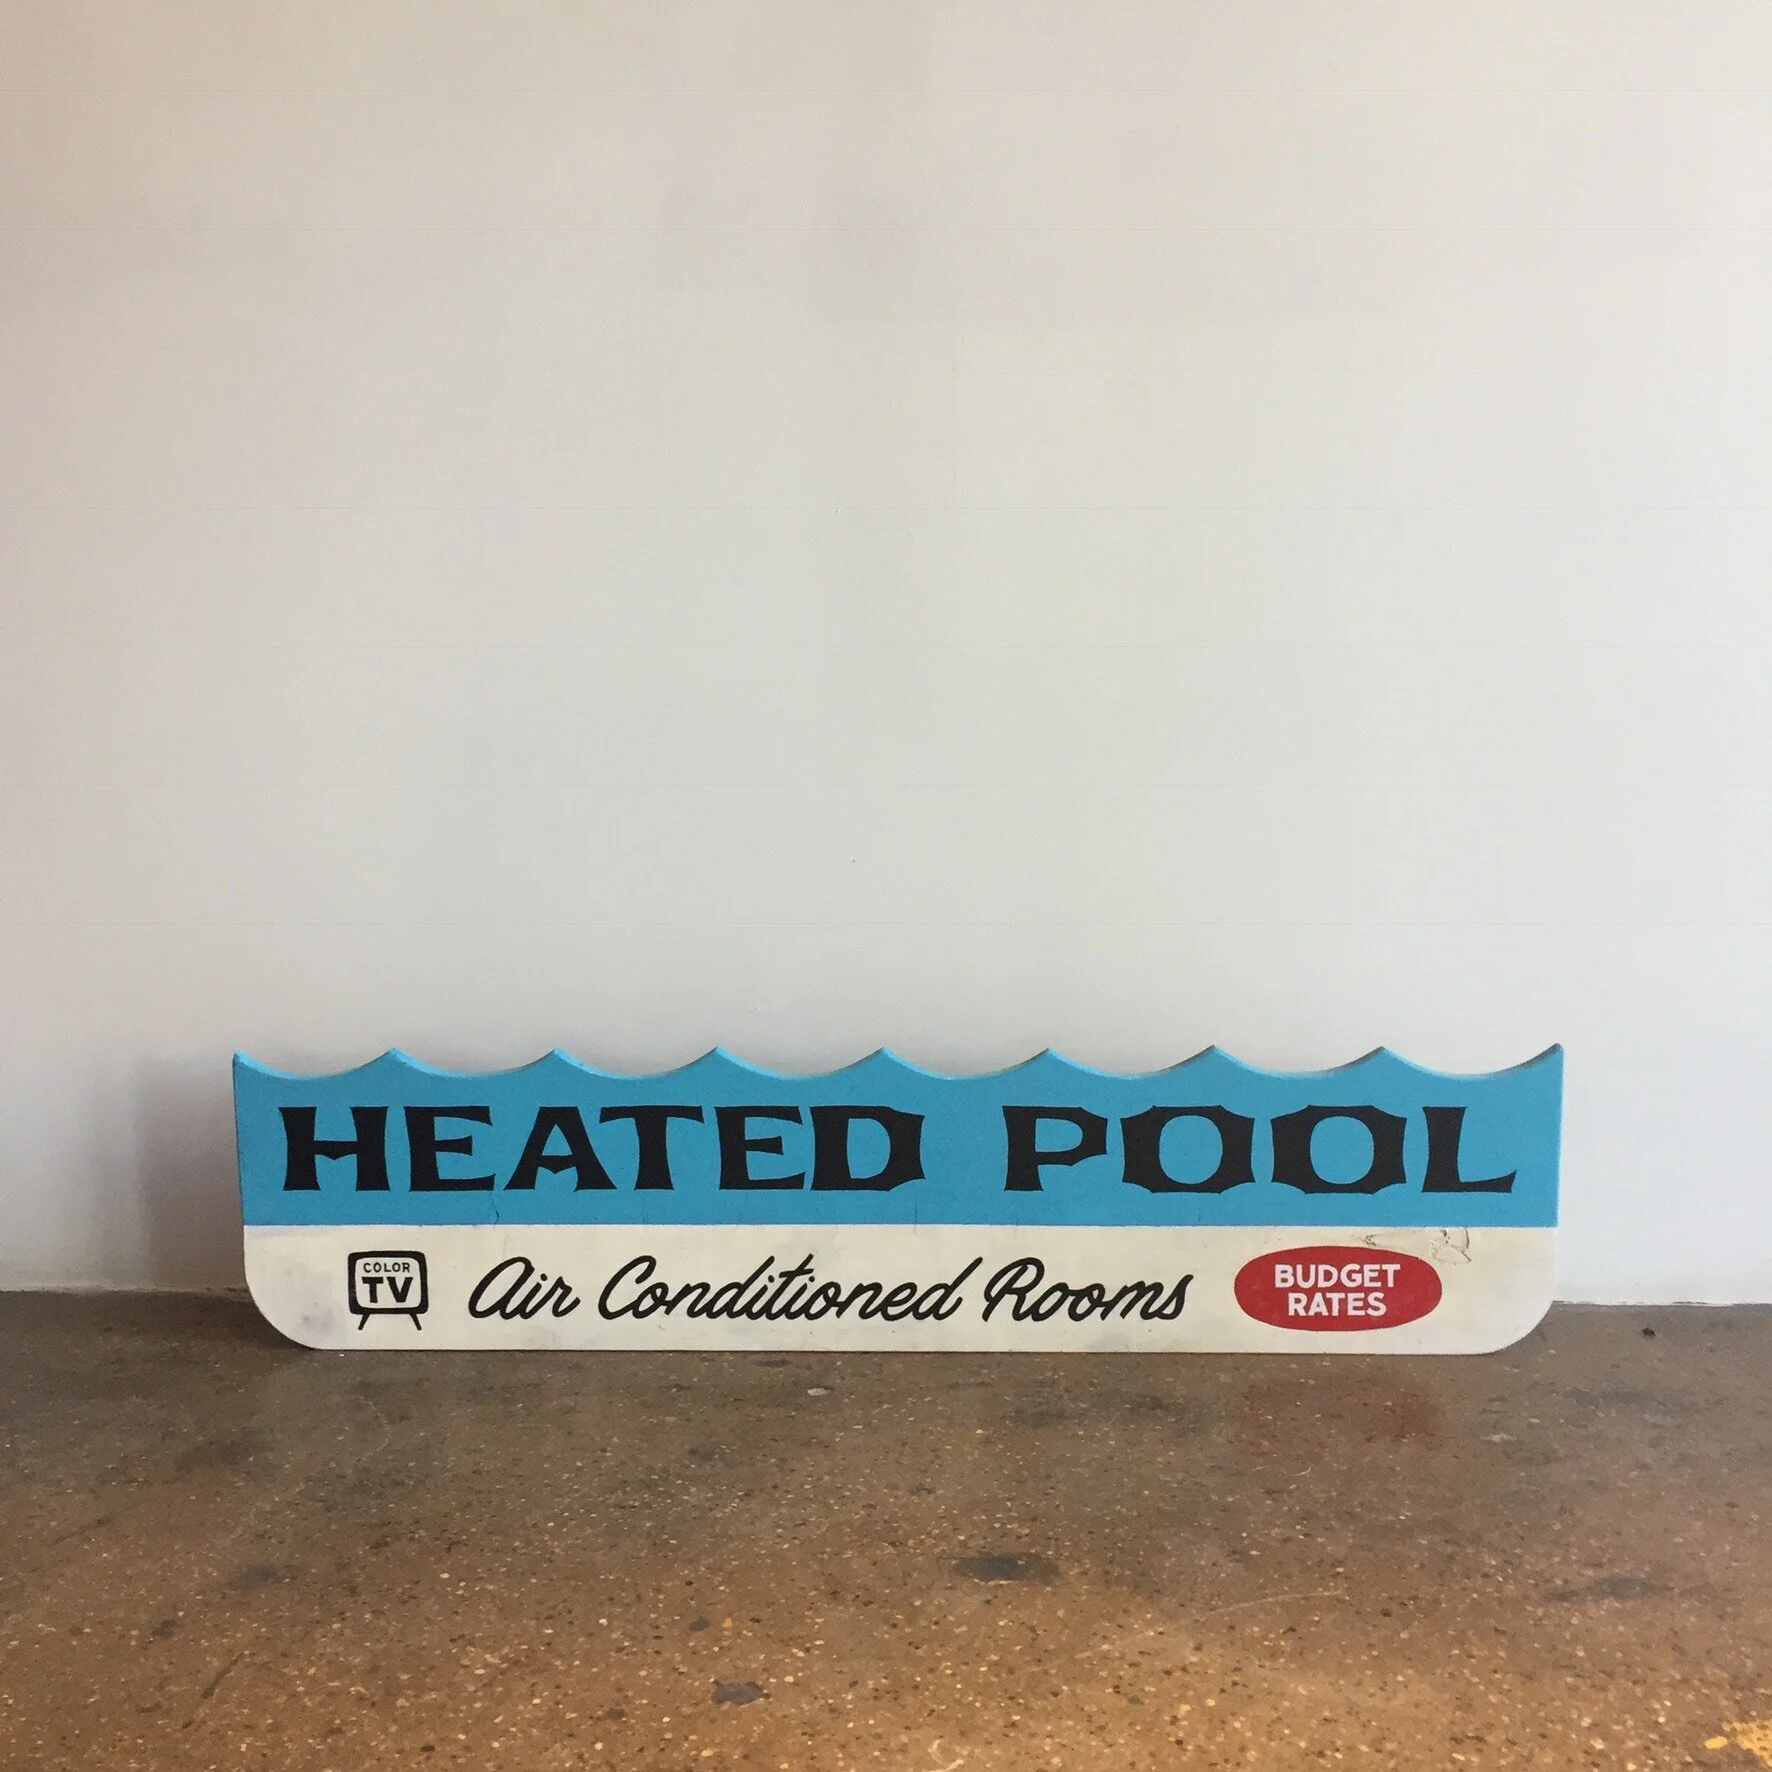 HEATED POOL
COLOR
TV
Air Conditioned Rooms
BUDGET
RATES